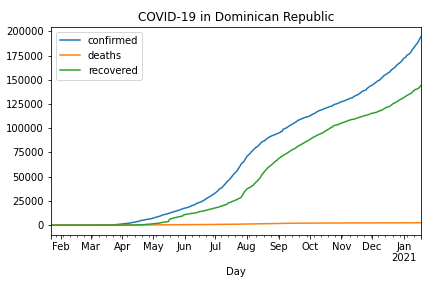 COVID-19 in Dominican Republic
confirmed
deaths
recovered
200000
175000
150000
125000
100000
75000
50000
25000
0
Feb Mar Apr May Jun Jul Aug Sep Oct Nov Dec Jan
2021
Day